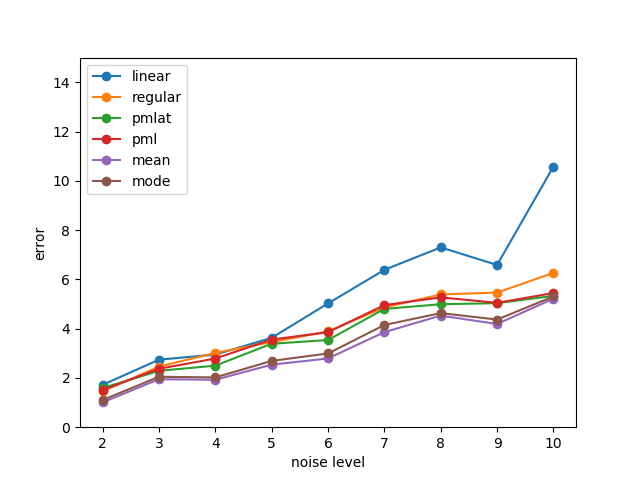 14
12
10
8
6
4
2
0
error
linear
regular
pmlat
pml
mean
mode
2 3 4 5 6 7 8 9 10
noise level